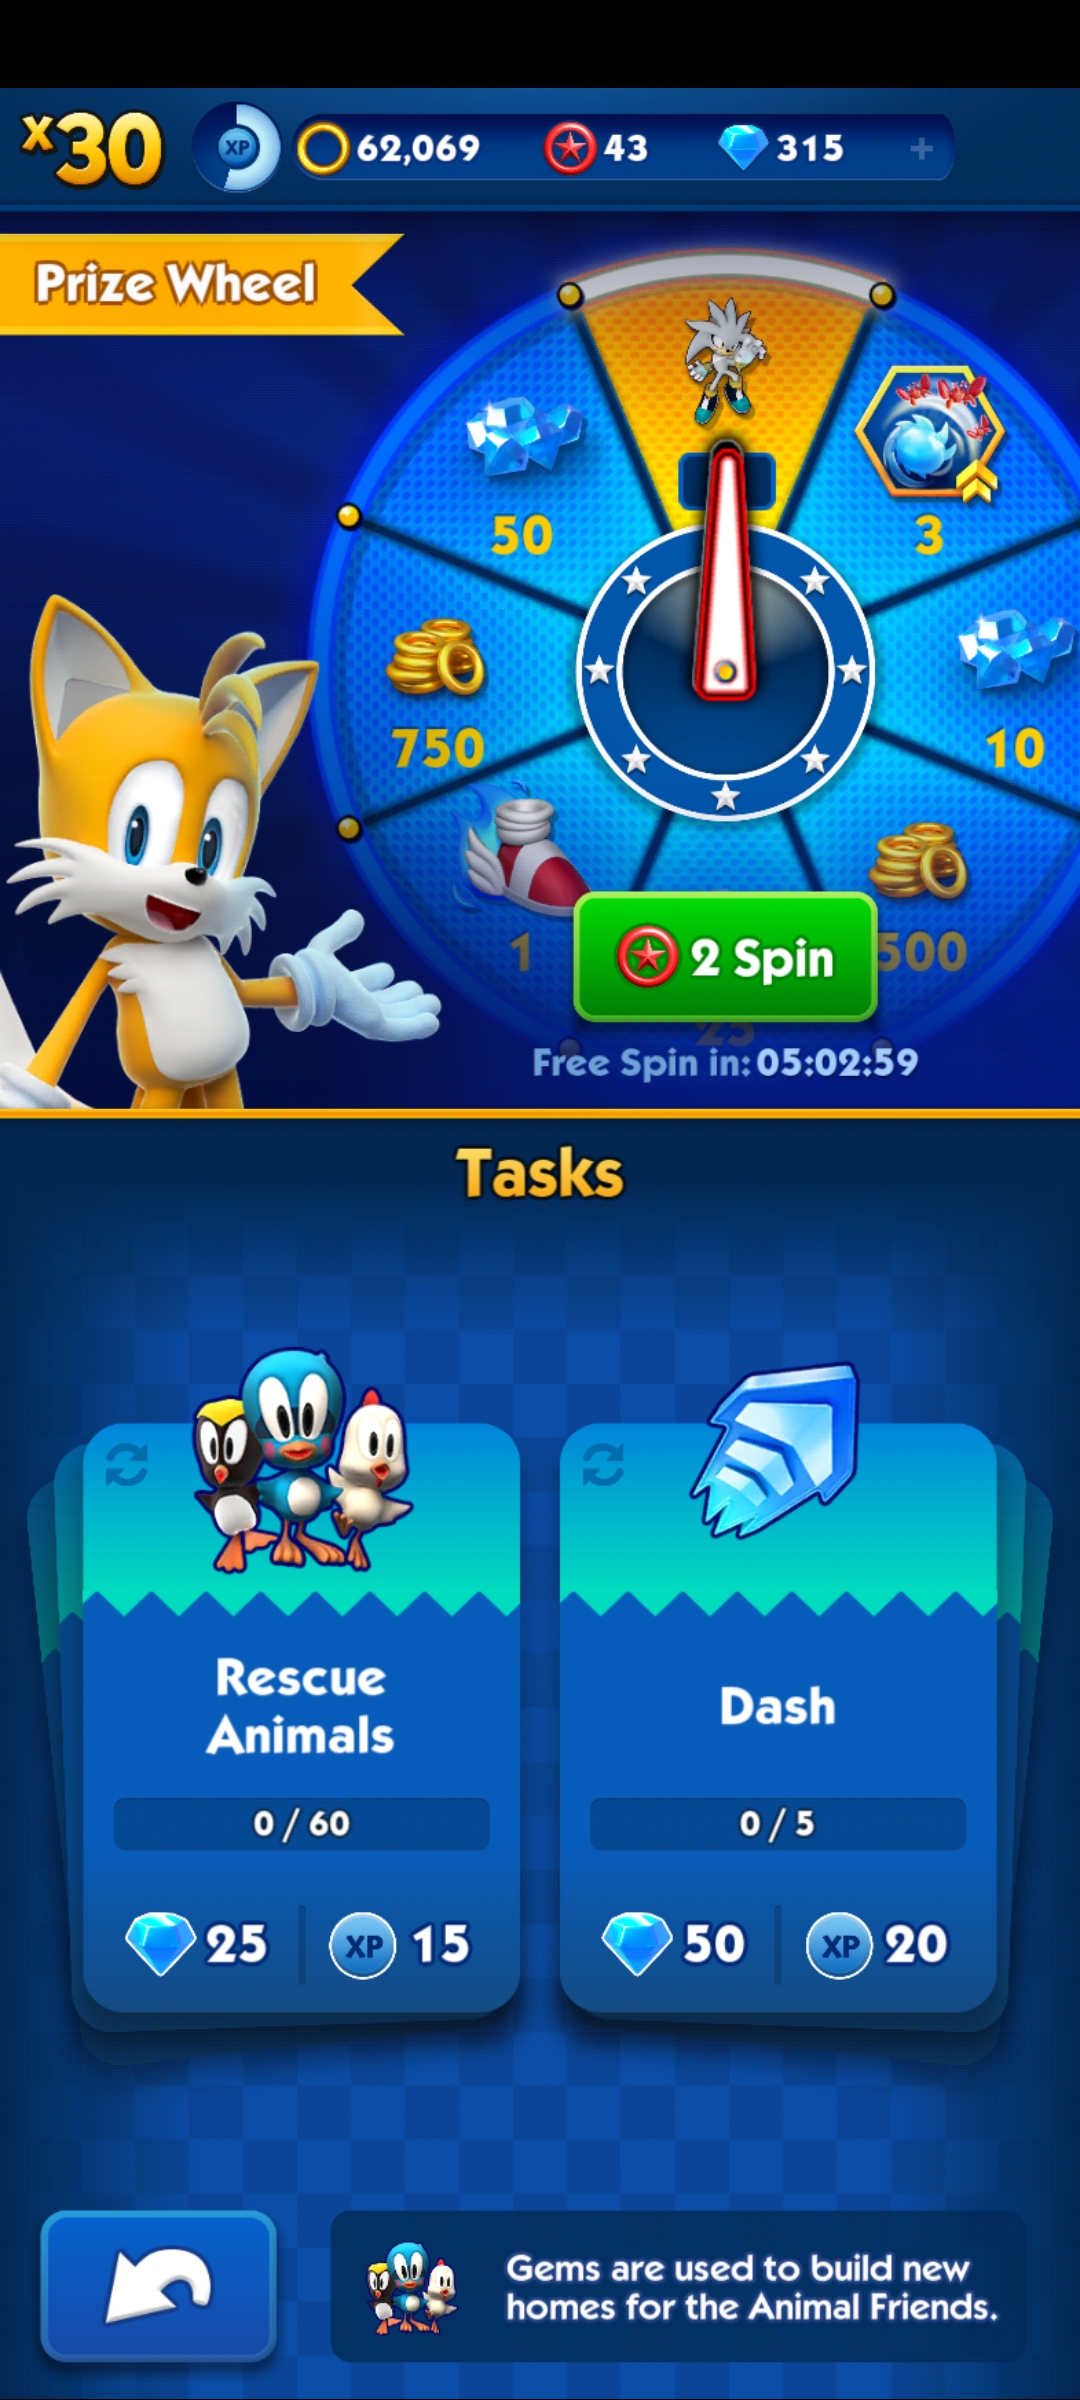 x30
XP
62,069
43
315
+
Prize Wheel
50
3
750
10
1
500
2 Spin
25
Free Spin in: 05:02:59
Tasks
Rescue
Animals
0 / 60
25
XP
15
Dash
0 / 5
50
XP
20
Gems are used to build new
homes for the Animal Friends.